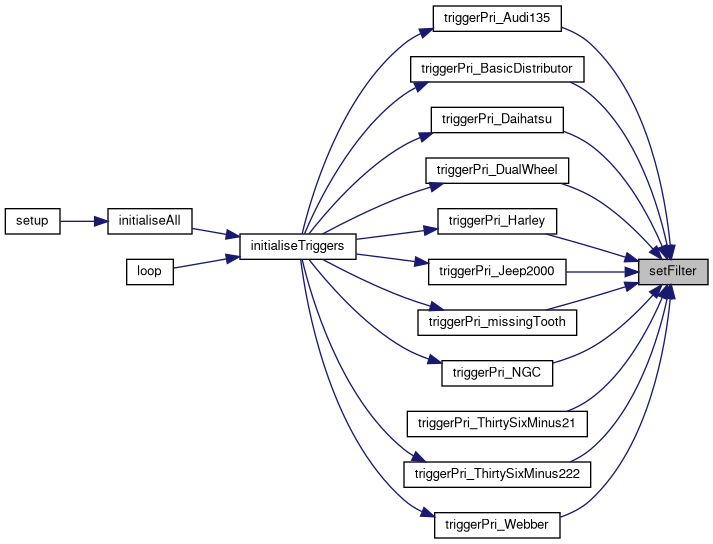 triggerPri_Audi135
triggerPri_BasicDistributor
triggerPri_Daihatsu
triggerPri_DualWheel
setup
initialiseAll
triggerPri_Harley
initialiseTriggers
loop
triggerPri_Jeep2000
setFilter
triggerPri_missingTooth
triggerPri_NGC
triggerPri_ThirtySixMinus21
triggerPri_ThirtySixMinus222
triggerPri_Webber